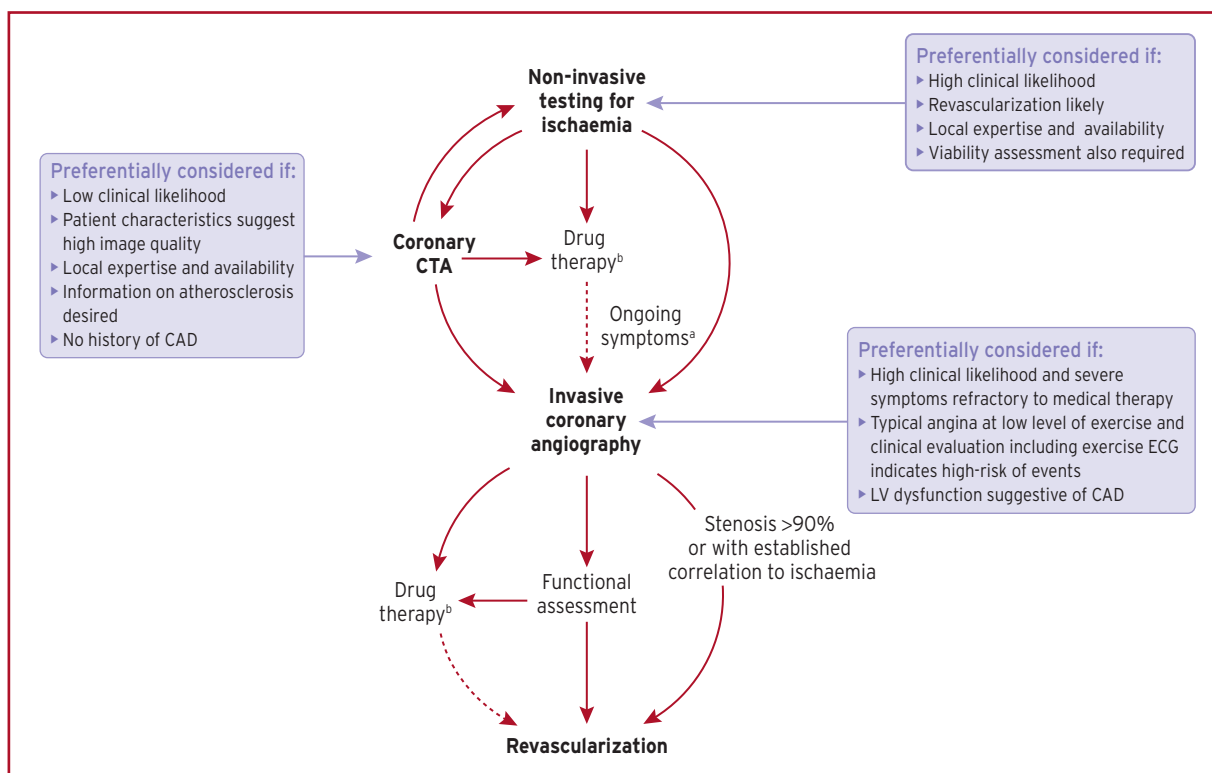 Preferentially considered if:
▸ High clinical likelihood
▸ Revascularization likely
▸ Local expertise and availability
▸ Viability assessment also required
Non-invasive
testing for
ischaemia
Preferentially considered if:
▸ Low clinical likelihood
▸ Patient characteristics suggest
high image quality
▸ Local expertise and availability
▸ Information on atherosclerosis
desired
▸ No history of CAD
Coronary
CTA
Drug
therapyᵇ
Ongoing
symptomsᵃ
Preferentially considered if:
▸ High clinical likelihood and severe
symptoms refractory to medical therapy
▸ Typical angina at low level of exercise and
clinical evaluation including exercise ECG
indicates high-risk of events
▸ LV dysfunction suggestive of CAD
Invasive
coronary
angiography
Stenosis >90%
or with established
correlation to ischaemia
Drug
therapyᵇ
Functional
assessment
Revascularization